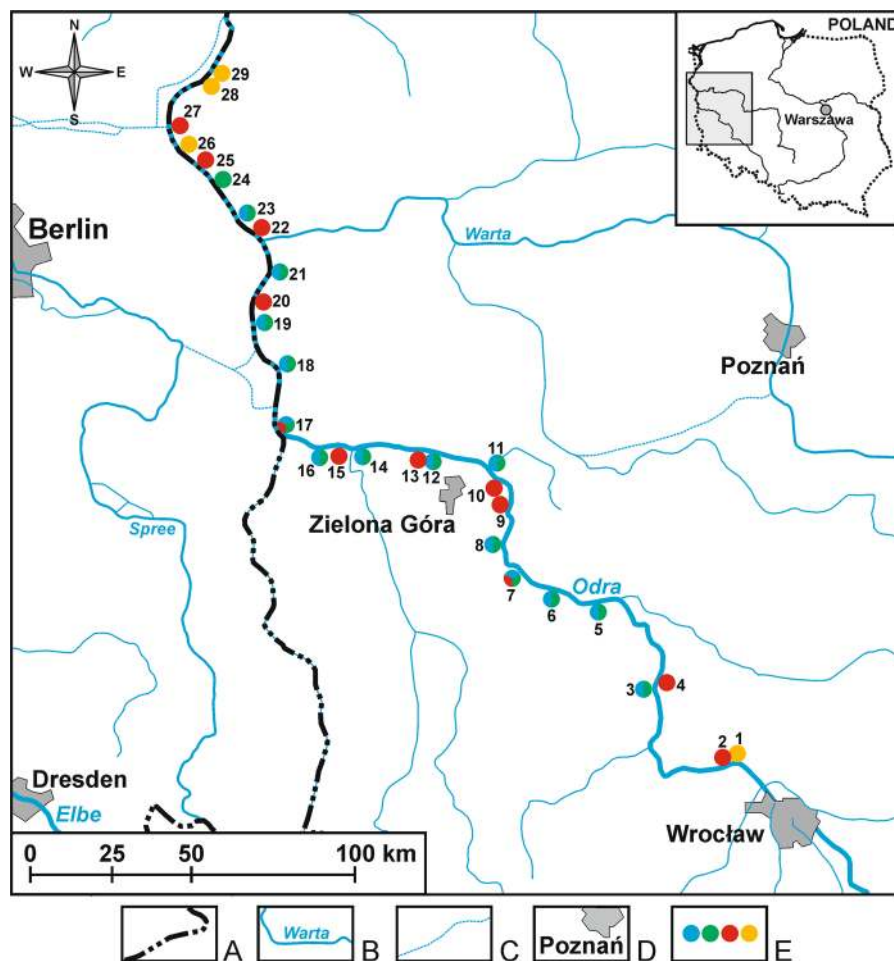 N
W E
S
POLAND
Warszawa
29
28
27
26
25
24
23
22
Berlin
Warta
21
20
19
Poznań
18
17
11
16 15 14 13 12
10
Zielona Góra
9
8
Spree
Odra
7
6
5
3 4
2 1
Dresden
Elbe
Wrocław
0 25 50 100 km
Warta
Poznań
A B C D E